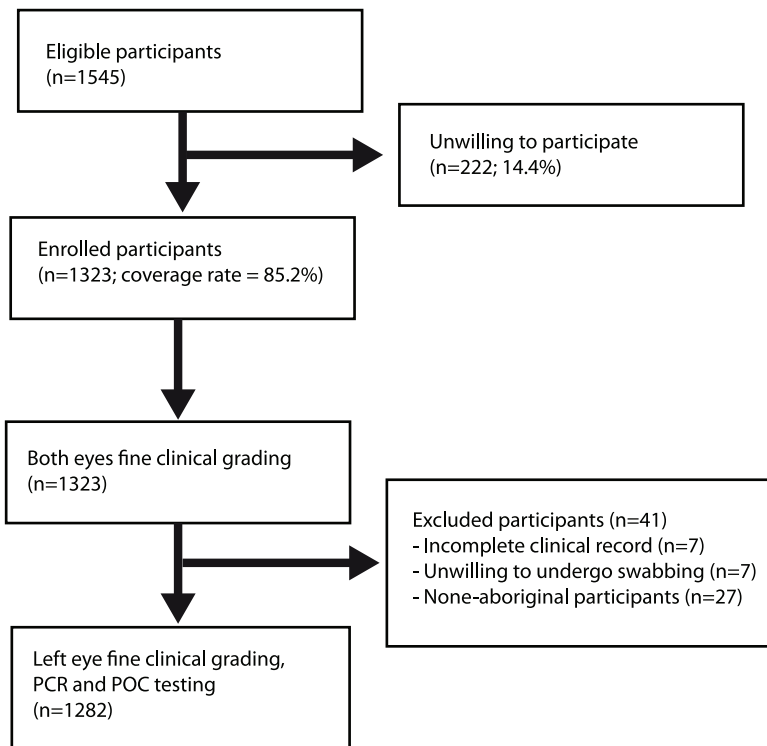 Eligible participants
(n=1545)
Unwilling to participate
(n=222; 14.4%)
Enrolled participants
(n=1323; coverage rate = 85.2%)
Both eyes fine clinical grading
(n=1323)
Excluded participants (n=41)
- Incomplete clinical record (n=7)
- Unwilling to undergo swabbing (n=7)
- None-aboriginal participants (n=27)
Left eye fine clinical grading,
PCR and POC testing
(n=1282)